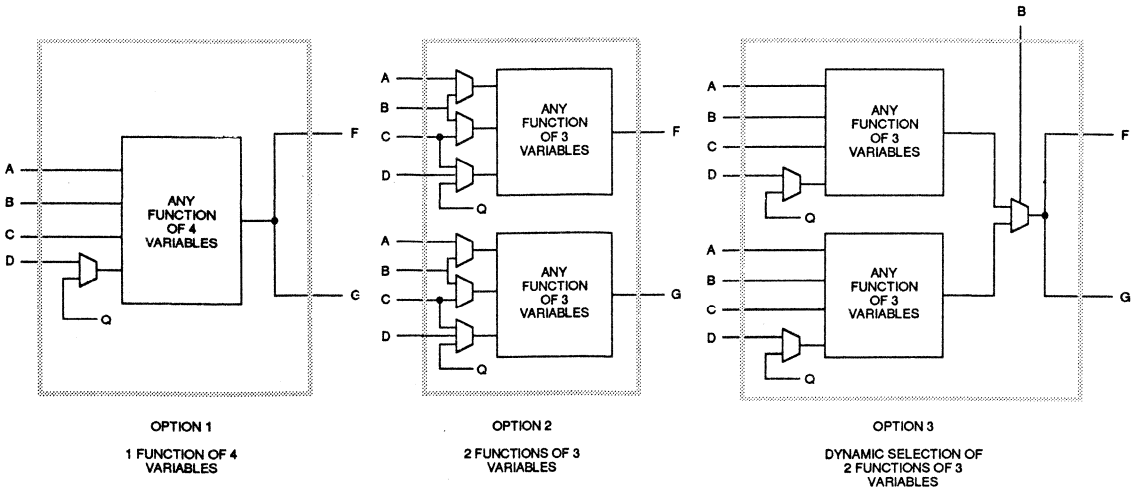 A
B
C
D
Q
ANY
FUNCTION
OF 4
VARIABLES
F
G
OPTION 1
1 FUNCTION OF 4
VARIABLES
A
B
C
D
Q
ANY
FUNCTION
OF 3
VARIABLES
F
A
B
C
D
Q
ANY
FUNCTION
OF 3
VARIABLES
G
OPTION 2
2 FUNCTIONS OF 3
VARIABLES
B
A
B
C
D
Q
ANY
FUNCTION
OF 3
VARIABLES
F
A
B
C
D
Q
ANY
FUNCTION
OF 3
VARIABLES
G
OPTION 3
DYNAMIC SELECTION OF
2 FUNCTIONS OF 3
VARIABLES